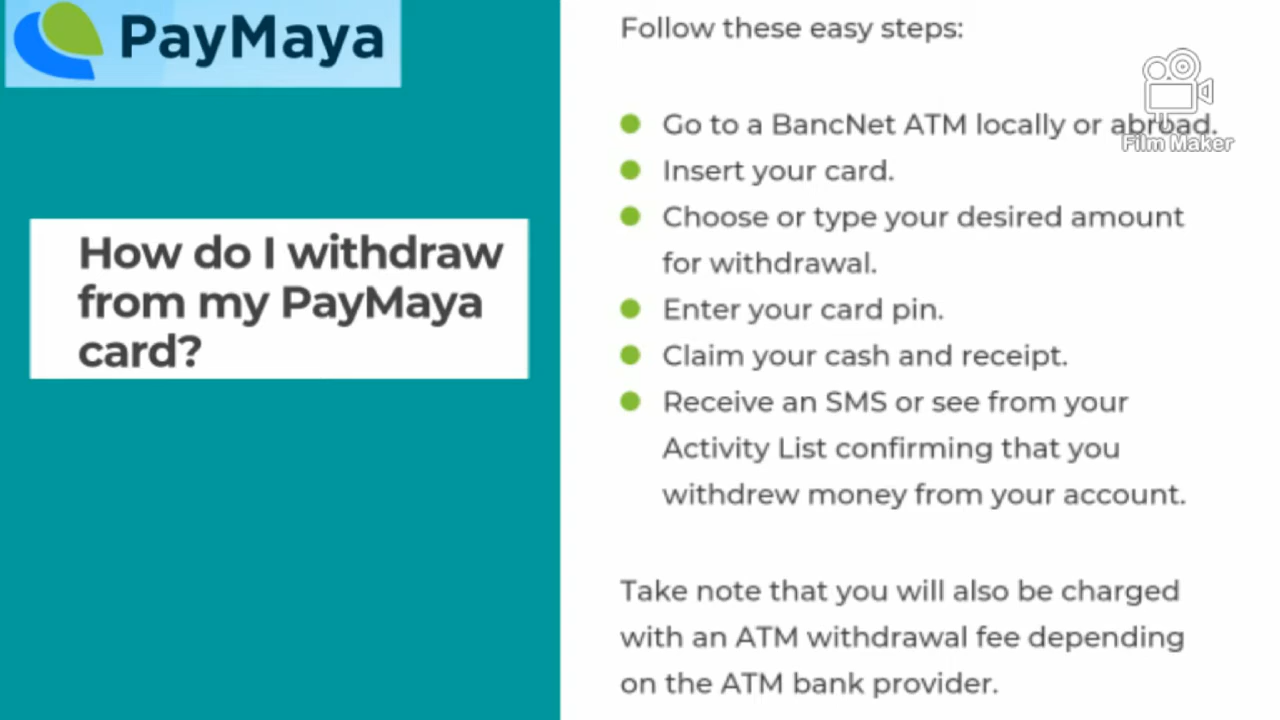 PayMaya
How do I withdraw
from my PayMaya
card?
Follow these easy steps:
Go to a BancNet ATM locally or abroad.
Film Maker
Insert your card.
Choose or type your desired amount
for withdrawal.
Enter your card pin.
Claim your cash and receipt.
Receive an SMS or see from your
Activity List confirming that you
withdrew money from your account.
Take note that you will also be charged
with an ATM withdrawal fee depending
on the ATM bank provider.